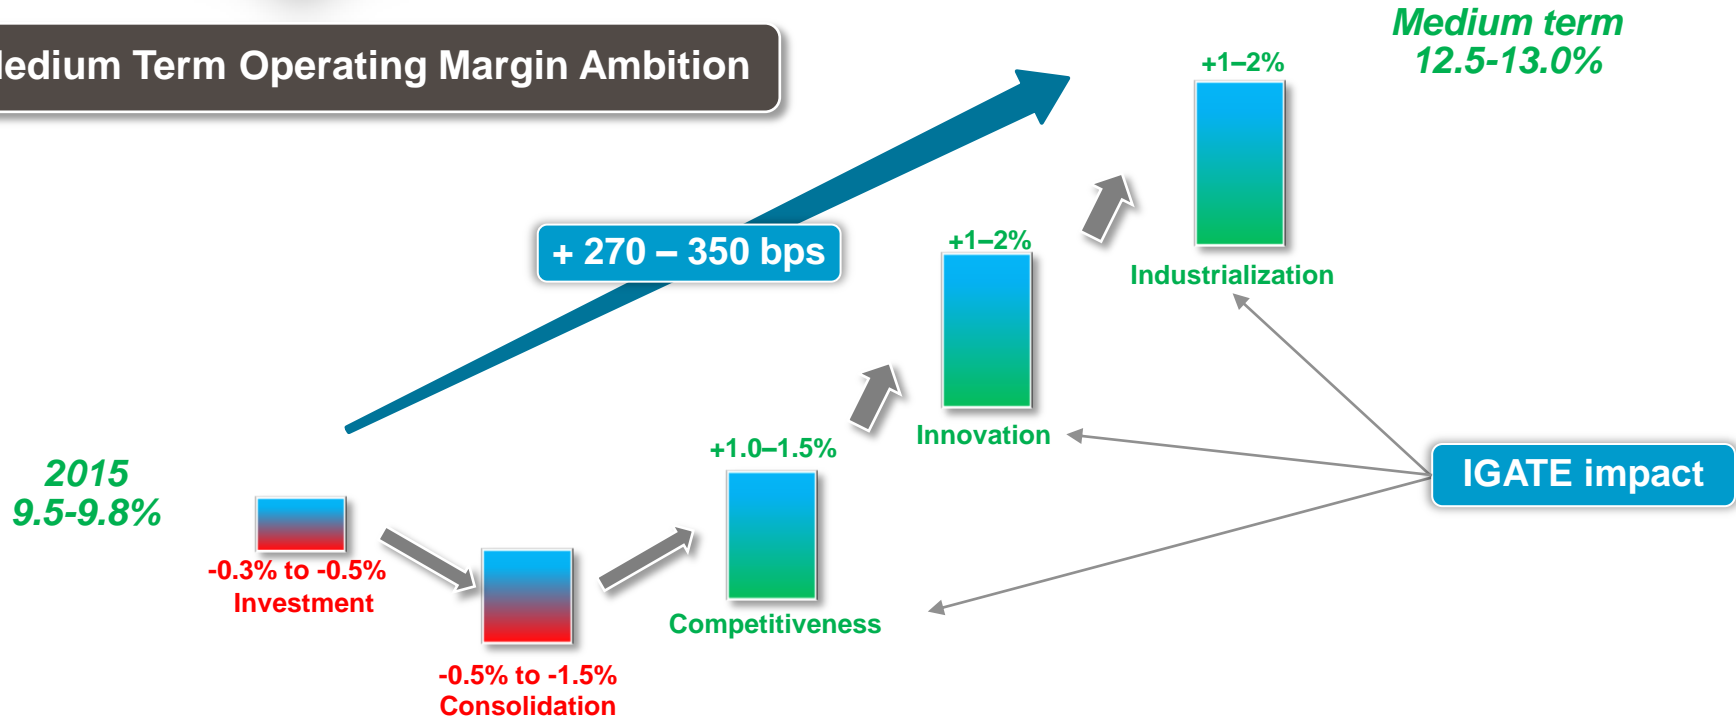 Medium term
12.5-13.0%
Medium Term Operating Margin Ambition
+1–2%
Industrialization
+ 270 – 350 bps
+1–2%
Innovation
+1.0–1.5%
Competitiveness
IGATE impact
2015
9.5-9.8%
-0.3% to -0.5%
Investment
-0.5% to -1.5%
Consolidation